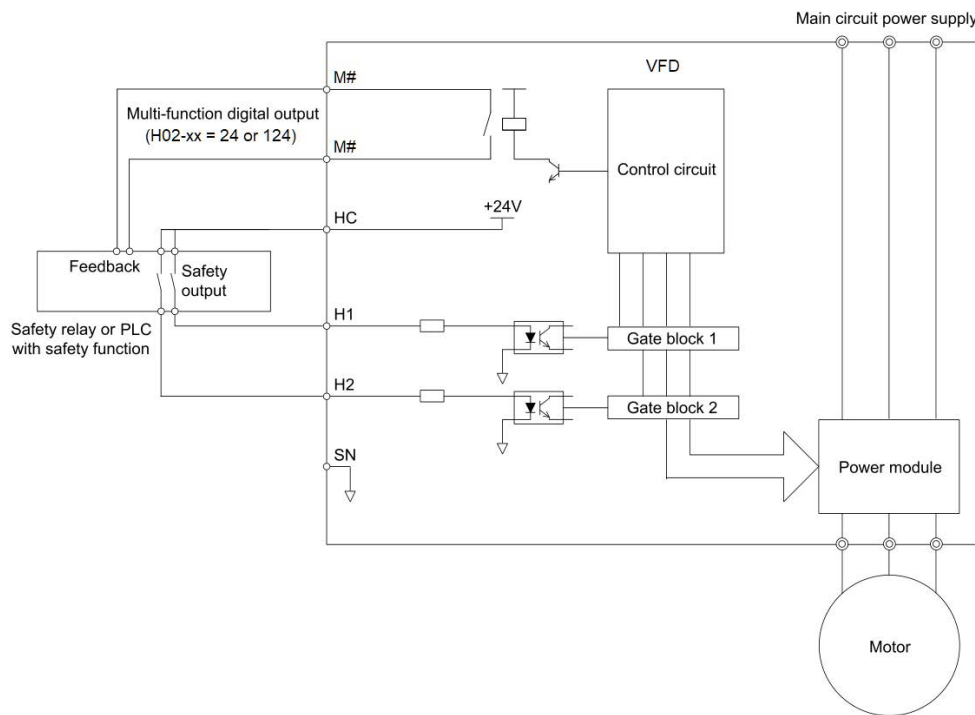 Main circuit power supply
VFD
M#
Multi-function digital output
(H02-xx = 24 or 124)
M#
Control circuit
+24V
HC
Feedback
Safety
output
Safety relay or PLC
with safety function
H1
Gate block 1
H2
Gate block 2
SN
Power module
Motor